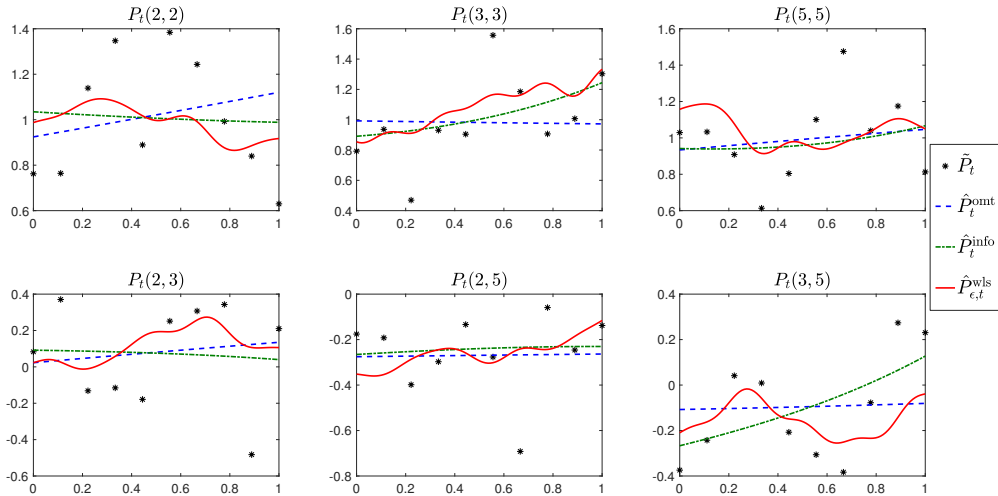 P_t(2, 2) P_t(3, 3) P_t(5, 5)
1.4 1.6 1.6
1.2 1.4 1.4
1 1.2 1.2
0.8 1 1
0.6 0.8 0.8
0.6 0.6
0.4
0 0.2 0.4 0.6 0.8 1 0 0.2 0.4 0.6 0.8 1 0 0.2 0.4 0.6 0.8 1
P̃_t
P̂_t^omt
P̂_t^info
P̂_{ϵ,t}^wls
P_t(2, 3) P_t(2, 5) P_t(3, 5)
0.4 0 0.4
0.2 -0.2 0.2
0 -0.4 0
-0.2 -0.6 -0.2
-0.4 -0.8 -0.4
-0.6
0 0.2 0.4 0.6 0.8 1 0 0.2 0.4 0.6 0.8 1 0 0.2 0.4 0.6 0.8 1